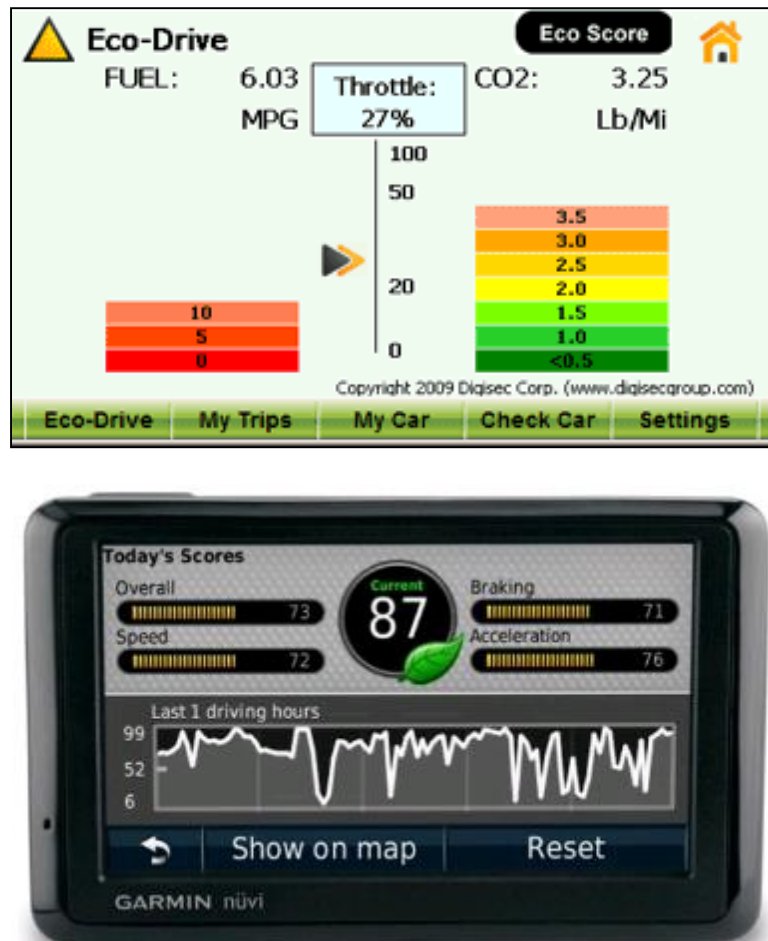 Eco-Drive
Eco Score
FUEL: 6.03 MPG
Throttle: 27%
CO2: 3.25 Lb/Mi
100
50
20
0
10
5
0
3.5
3.0
2.5
2.0
1.5
1.0
<0.5
Copyright 2009 Digisec Corp. (www.digisecgroup.com)
Eco-Drive My Trips My Car Check Car Settings
Today's Scores
Overall 73
Speed 72
Current
87
Braking 71
Acceleration 76
Last 1 driving hours
99
52
6
Show on map Reset
GARMIN nüvi